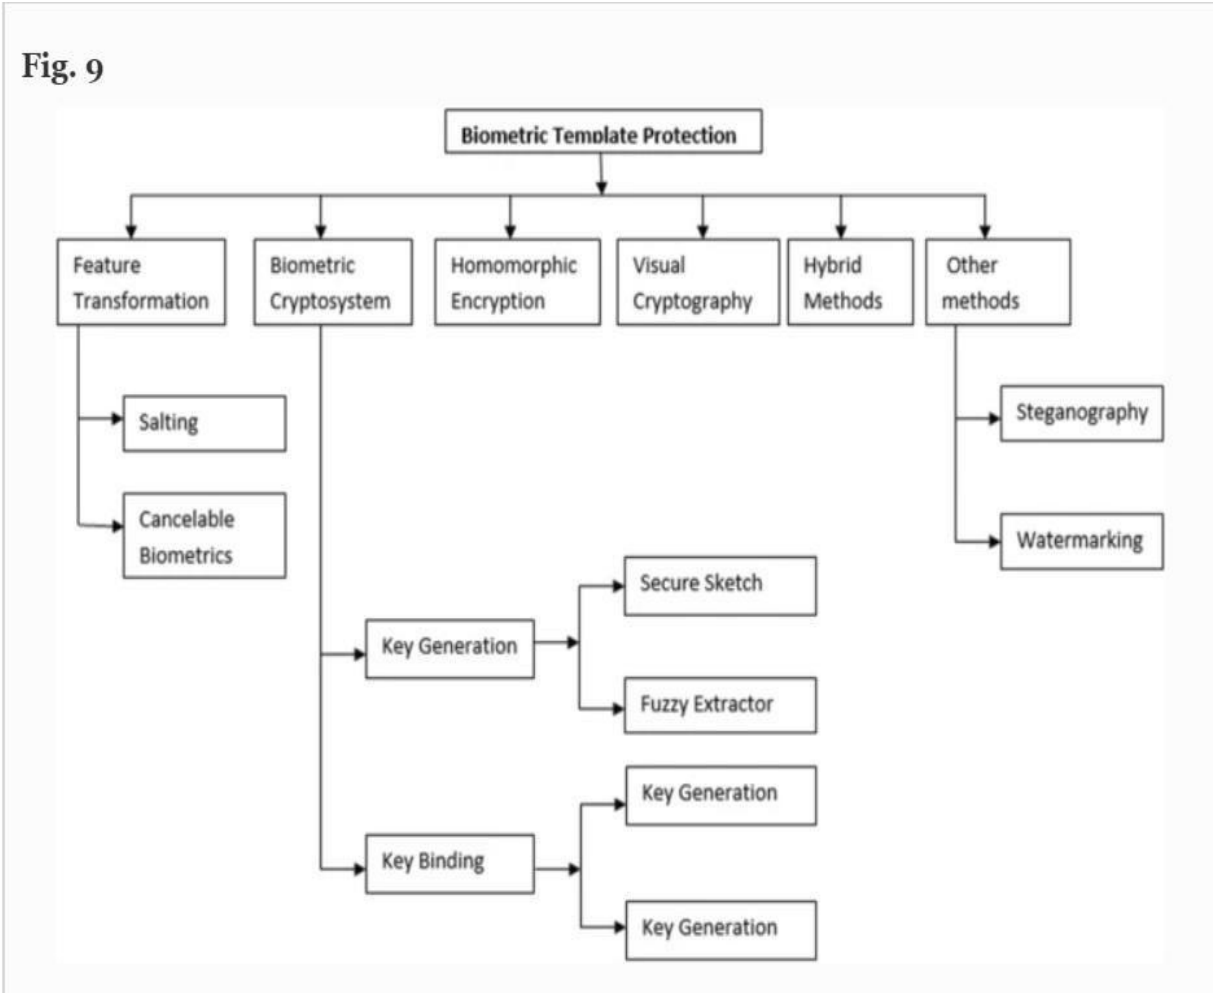 Fig. 9
Biometric Template Protection
Feature
Transformation
Biometric
Cryptosystem
Homomorphic
Encryption
Visual
Cryptography
Hybrid
Methods
Other
methods
Salting
Cancelable
Biometrics
Steganography
Watermarking
Key Generation
Secure Sketch
Fuzzy Extractor
Key Binding
Key Generation
Key Generation